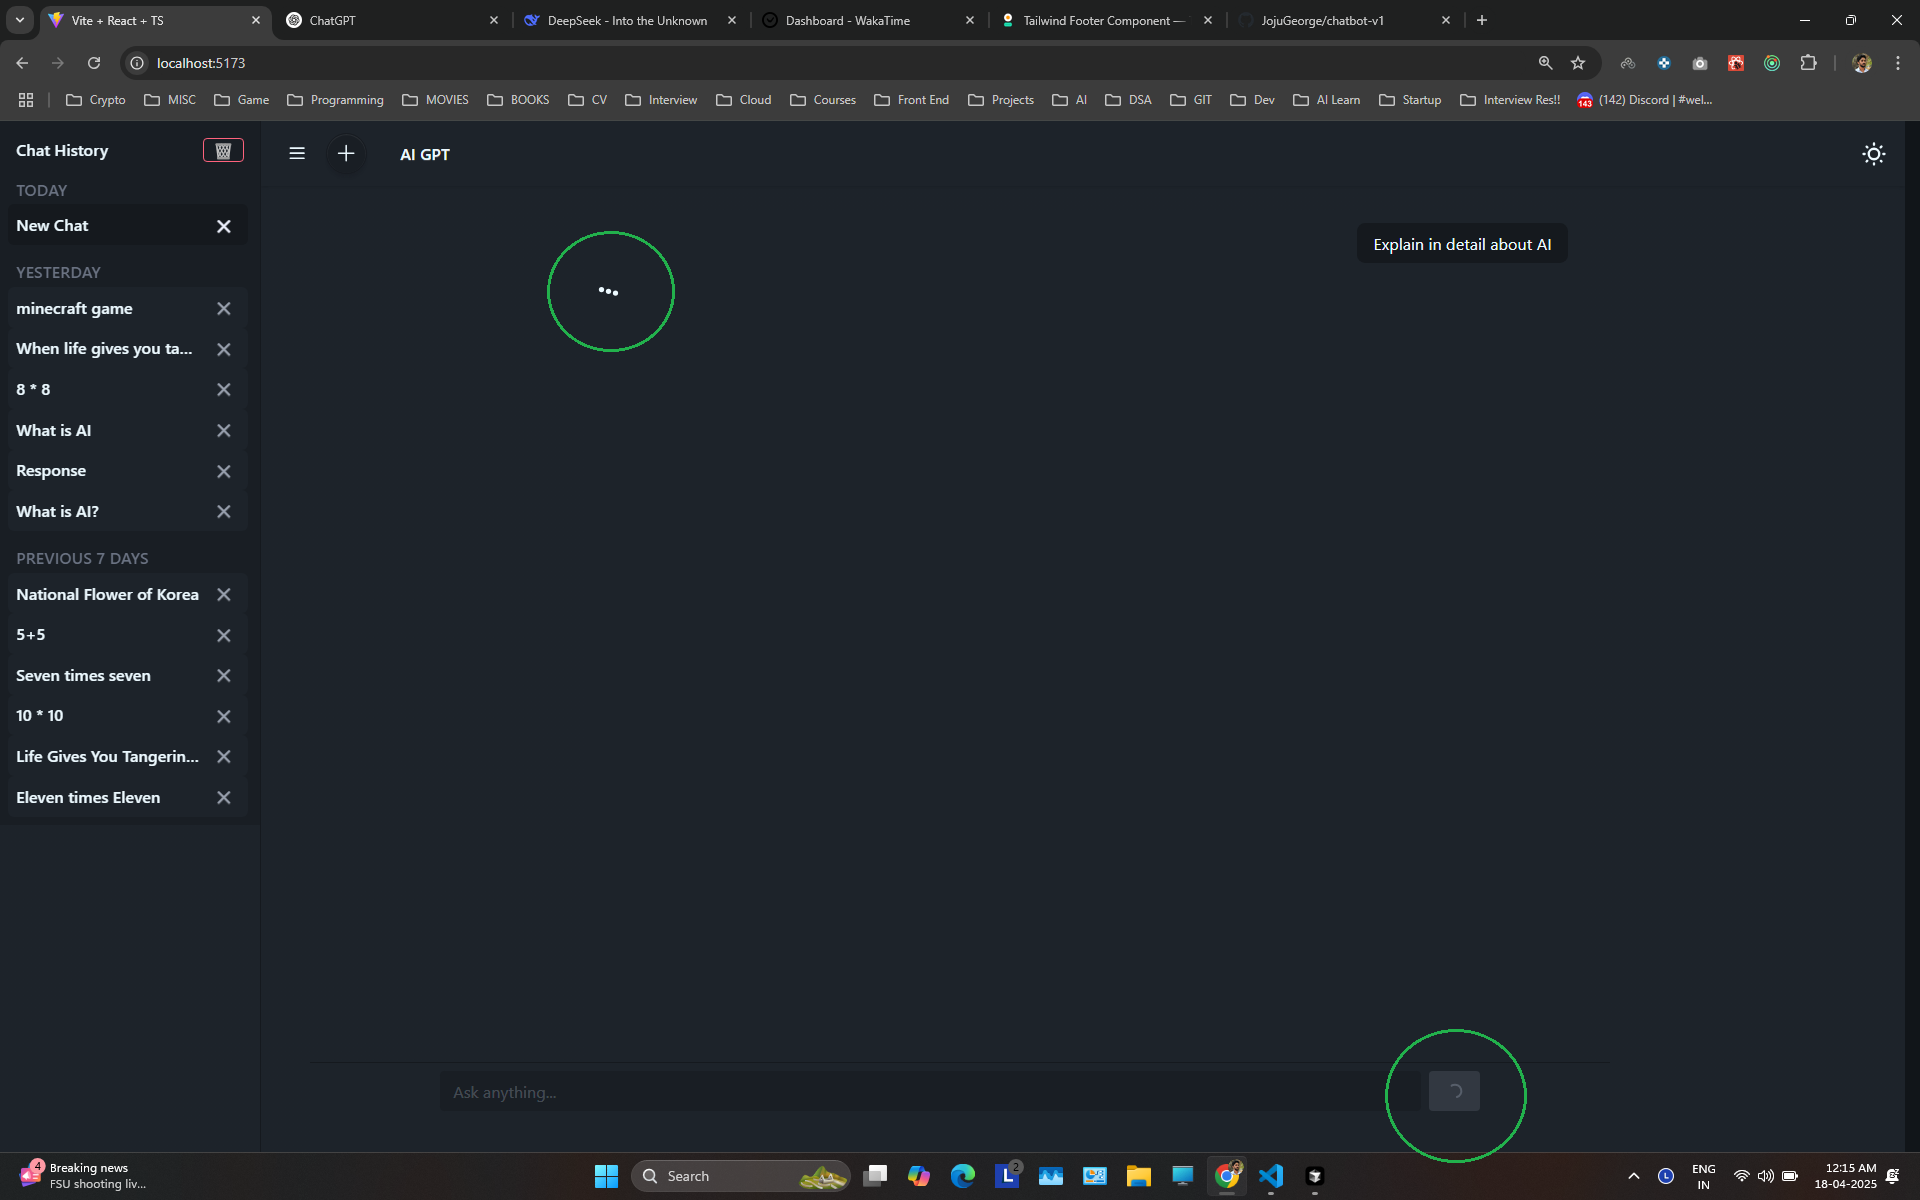 Vite + React + TS
ChatGPT
DeepSeek - Into the Unknown
Dashboard - WakaTime
Tailwind Footer Component —
JojuGeorge/chatbot-v1
localhost:5173
Crypto
MISC
Game
Programming
MOVIES
BOOKS
CV
Interview
Cloud
Courses
Front End
Projects
AI
DSA
GIT
Dev
AI Learn
Startup
Interview Res!!
143
(142) Discord | #wel...
Chat History
AI GPT
TODAY
New Chat
Explain in detail about AI
YESTERDAY
minecraft game
When life gives you ta...
8 * 8
What is AI
Response
What is AI?
PREVIOUS 7 DAYS
National Flower of Korea
5+5
Seven times seven
10 * 10
Life Gives You Tangerin...
Eleven times Eleven
Ask anything...
4
Breaking news
FSU shooting liv...
Search
L
2
L
ENG
IN
12:15 AM
18-04-2025